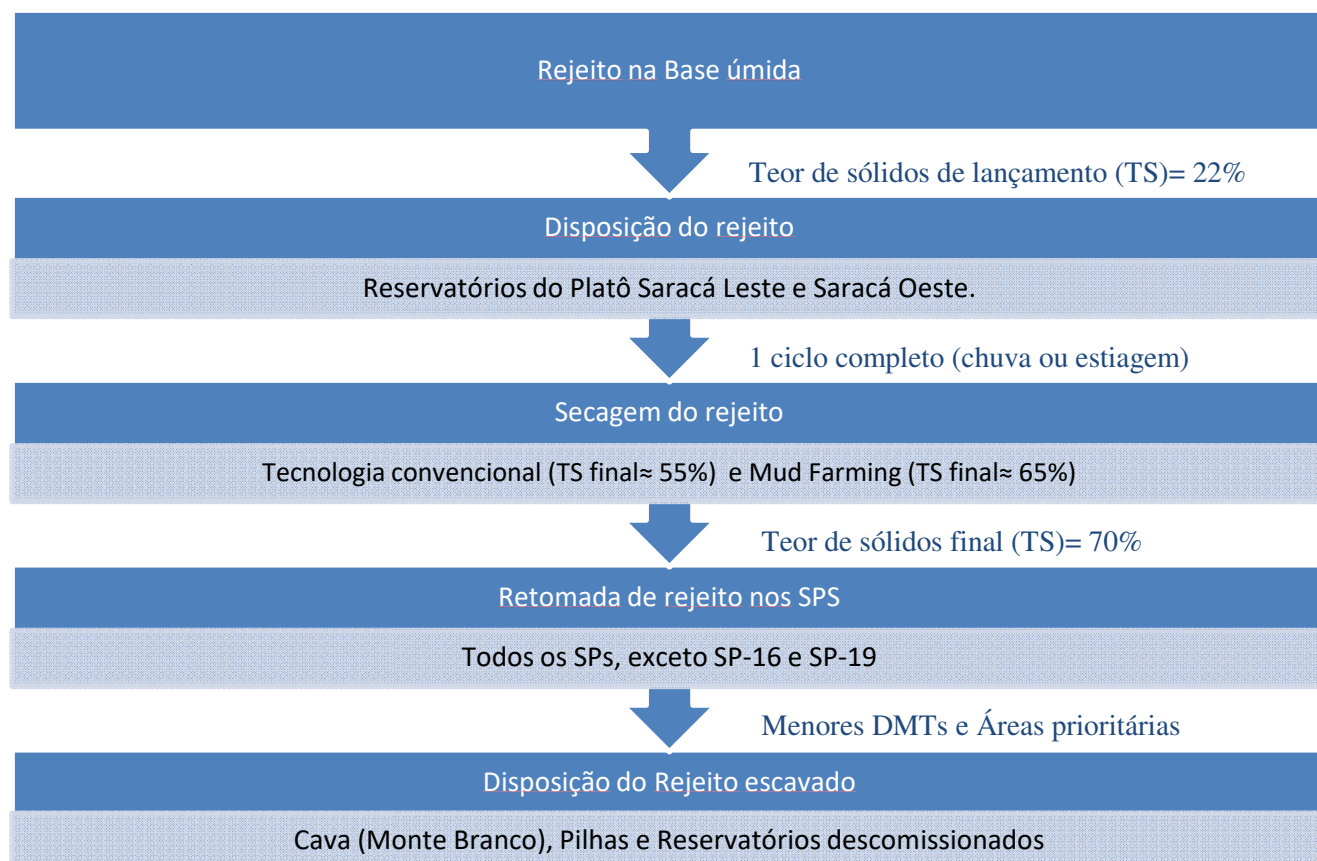 Rejeito na Base úmida
Teor de sólidos de lançamento (TS)= 22%
Disposição do rejeito
Reservatórios do Platô Saracá Leste e Saracá Oeste.
1 ciclo completo (chuva ou estiagem)
Secagem do rejeito
Tecnologia convencional (TS final≈ 55%) e Mud Farming (TS final≈ 65%)
Teor de sólidos final (TS)= 70%
Retomada de rejeito nos SPS
Todos os SPs, exceto SP-16 e SP-19
Menores DMTs e Áreas prioritárias
Disposição do Rejeito escavado
Cava (Monte Branco), Pilhas e Reservatórios descomissionados